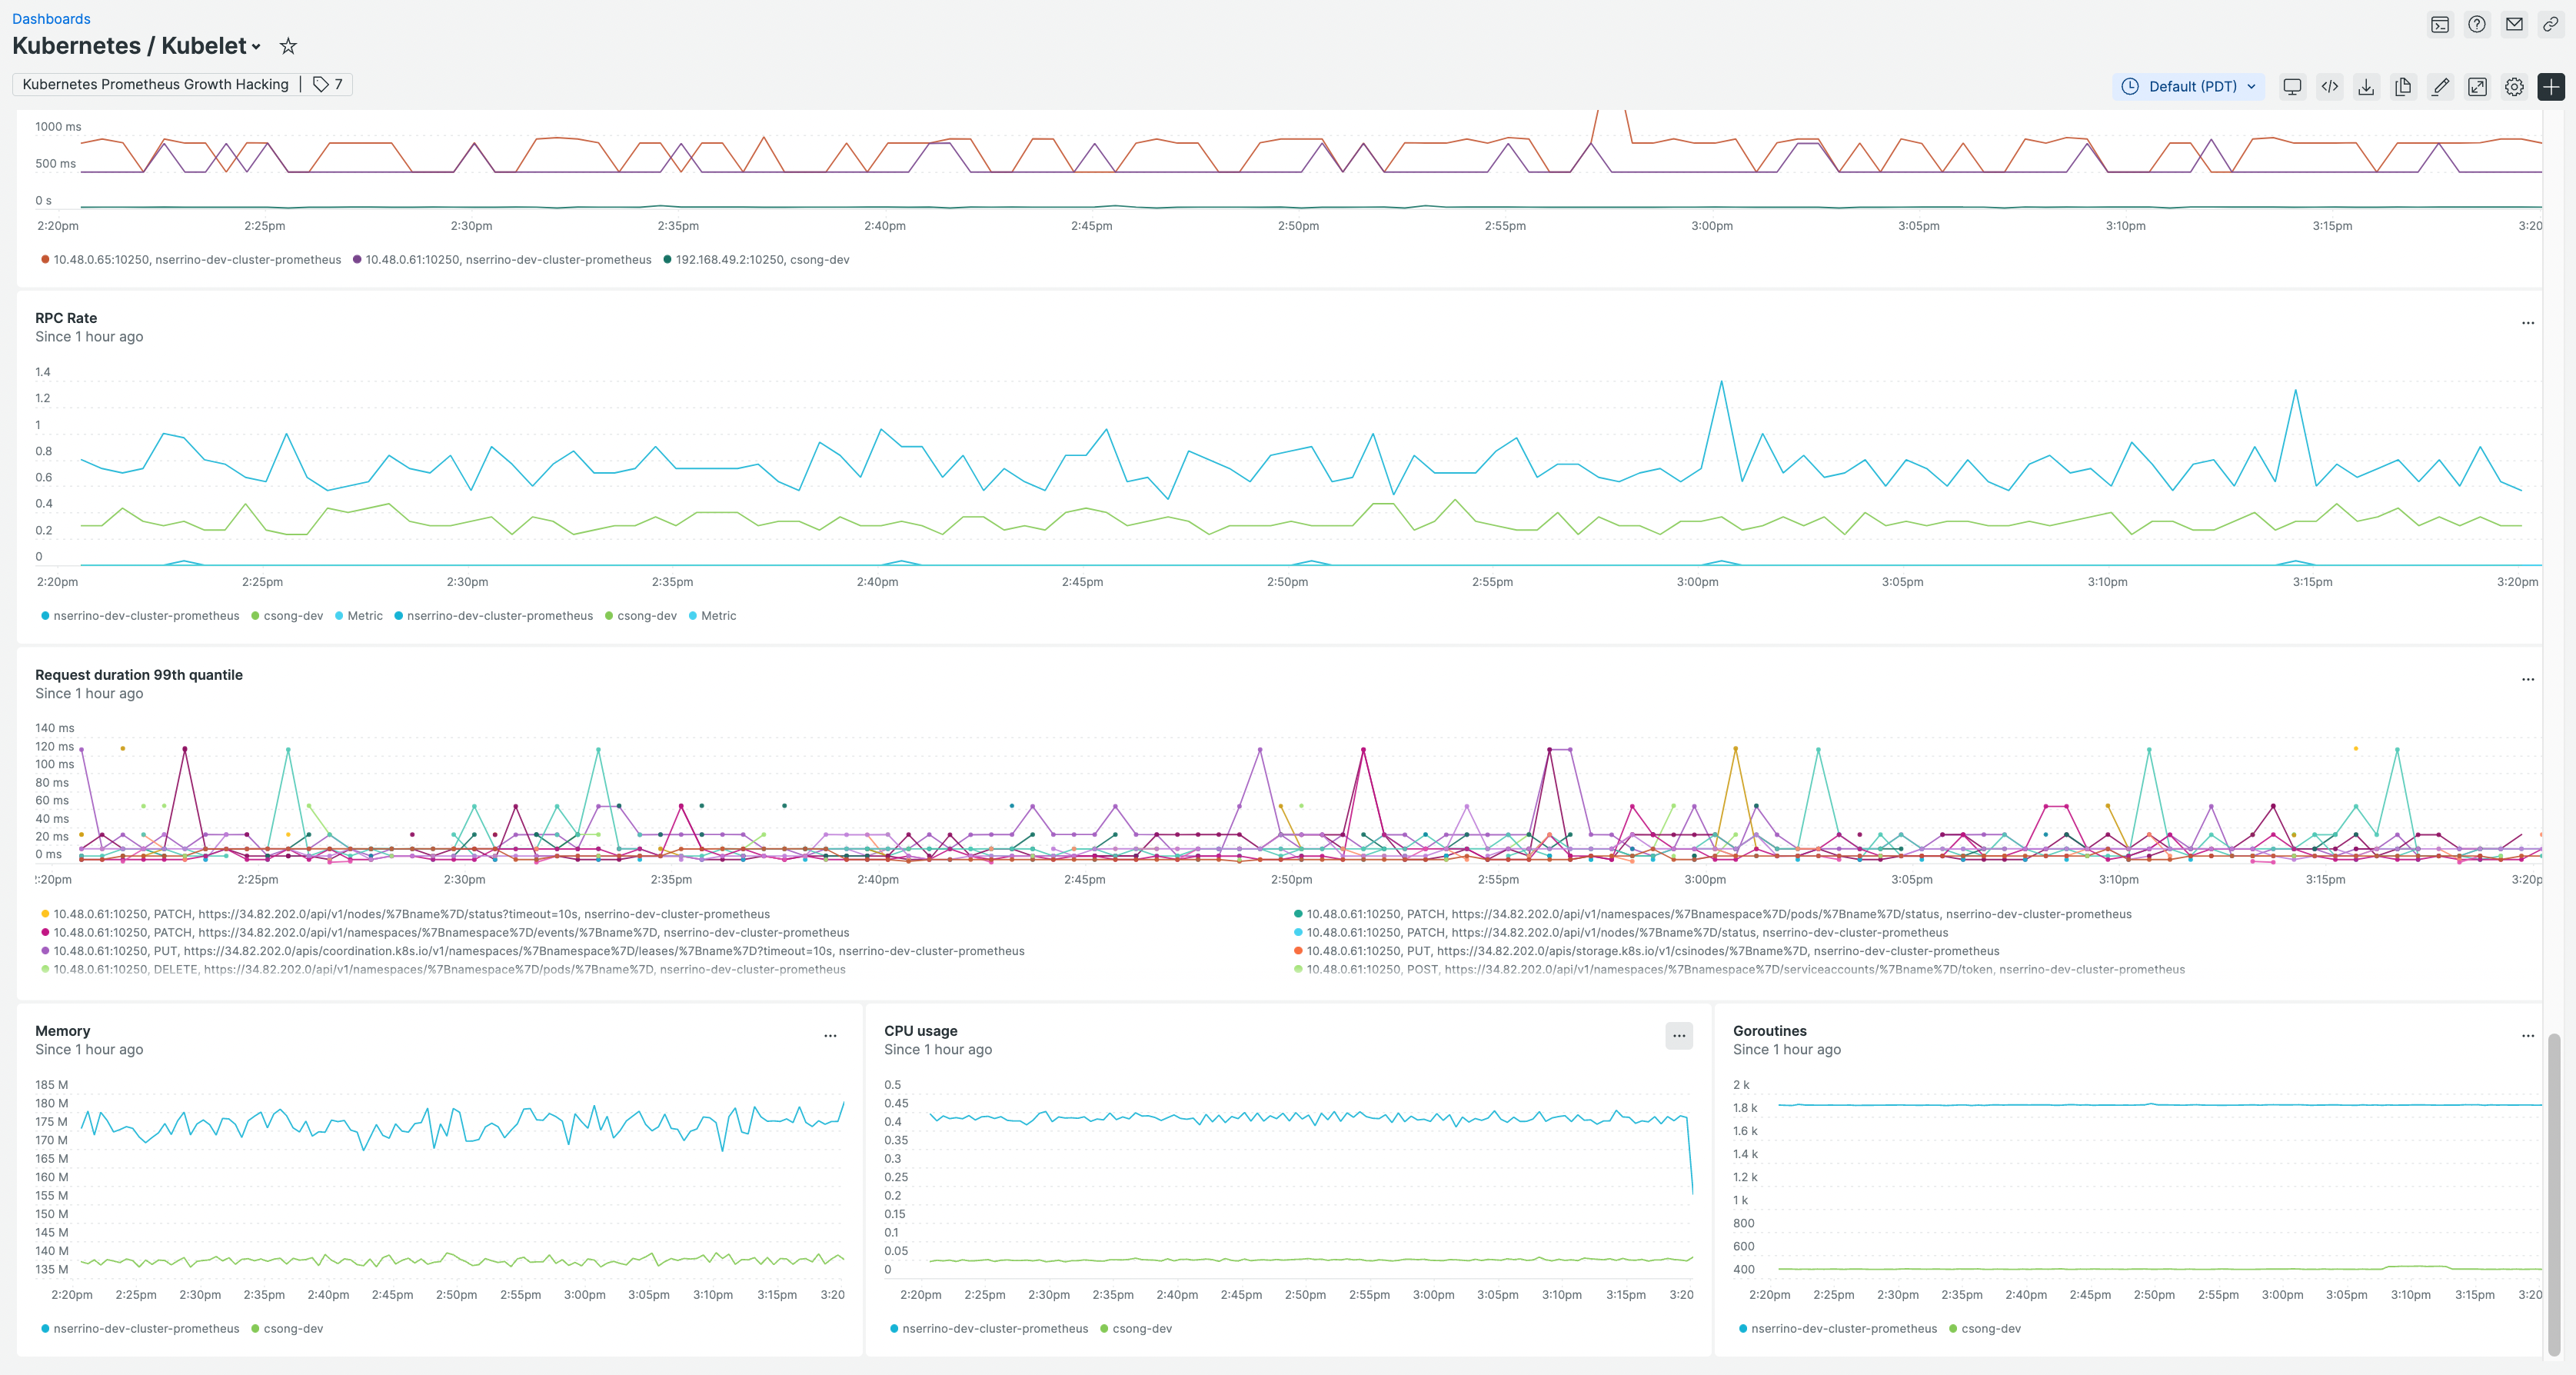 Dashboards
Kubernetes / Kubelet
Kubernetes Prometheus Growth Hacking | 7
Default (PDT)
1000 ms
500 ms
0 s
2:20pm 2:25pm 2:30pm 2:35pm 2:40pm 2:45pm 2:50pm 2:55pm 3:00pm 3:05pm 3:10pm 3:15pm 3:20
10.48.0.65:10250, nserrino-dev-cluster-prometheus 10.48.0.61:10250, nserrino-dev-cluster-prometheus 192.168.49.2:10250, csong-dev
RPC Rate
Since 1 hour ago
1.4
1.2
1
0.8
0.6
0.4
0.2
0
2:20pm 2:25pm 2:30pm 2:35pm 2:40pm 2:45pm 2:50pm 2:55pm 3:00pm 3:05pm 3:10pm 3:15pm 3:20pm
nserrino-dev-cluster-prometheus csong-dev Metric nserrino-dev-cluster-prometheus csong-dev Metric
Request duration 99th quantile
Since 1 hour ago
140 ms
120 ms
100 ms
80 ms
60 ms
40 ms
20 ms
0 ms
:20pm 2:25pm 2:30pm 2:35pm 2:40pm 2:45pm 2:50pm 2:55pm 3:00pm 3:05pm 3:10pm 3:15pm 3:20p
10.48.0.61:10250, PATCH, https://34.82.202.0/api/v1/nodes/%7Bname%7D/status?timeout=10s, nserrino-dev-cluster-prometheus
10.48.0.61:10250, PATCH, https://34.82.202.0/api/v1/namespaces/%7Bnamespace%7D/pods/%7Bname%7D/status, nserrino-dev-cluster-prometheus
10.48.0.61:10250, PATCH, https://34.82.202.0/api/v1/namespaces/%7Bnamespace%7D/events/%7Bname%7D, nserrino-dev-cluster-prometheus
10.48.0.61:10250, PATCH, https://34.82.202.0/api/v1/nodes/%7Bname%7D/status, nserrino-dev-cluster-prometheus
10.48.0.61:10250, PUT, https://34.82.202.0/apis/coordination.k8s.io/v1/namespaces/%7Bnamespace%7D/leases/%7Bname%7D?timeout=10s, nserrino-dev-cluster-prometheus
10.48.0.61:10250, PUT, https://34.82.202.0/apis/storage.k8s.io/v1/csinodes/%7Bname%7D, nserrino-dev-cluster-prometheus
10.48.0.61:10250, DELETE, https://34.82.202.0/api/v1/namespaces/%7Bnamespace%7D/pods/%7Bname%7D, nserrino-dev-cluster-prometheus
10.48.0.61:10250, POST, https://34.82.202.0/api/v1/namespaces/%7Bnamespace%7D/serviceaccounts/%7Bname%7D/token, nserrino-dev-cluster-prometheus
Memory
Since 1 hour ago
185 M
180 M
175 M
170 M
165 M
160 M
155 M
150 M
145 M
140 M
135 M
2:20pm 2:25pm 2:30pm 2:35pm 2:40pm 2:45pm 2:50pm 2:55pm 3:00pm 3:05pm 3:10pm 3:15pm 3:20
nserrino-dev-cluster-prometheus csong-dev
CPU usage
Since 1 hour ago
0.5
0.45
0.4
0.35
0.3
0.25
0.2
0.15
0.1
0.05
0
2:20pm 2:25pm 2:30pm 2:35pm 2:40pm 2:45pm 2:50pm 2:55pm 3:00pm 3:05pm 3:10pm 3:15pm 3:20
nserrino-dev-cluster-prometheus csong-dev
Goroutines
Since 1 hour ago
2 k
1.8 k
1.6 k
1.4 k
1.2 k
1 k
800
600
400
2:20pm 2:25pm 2:30pm 2:35pm 2:40pm 2:45pm 2:50pm 2:55pm 3:00pm 3:05pm 3:10pm 3:15pm 3:20
nserrino-dev-cluster-prometheus csong-dev